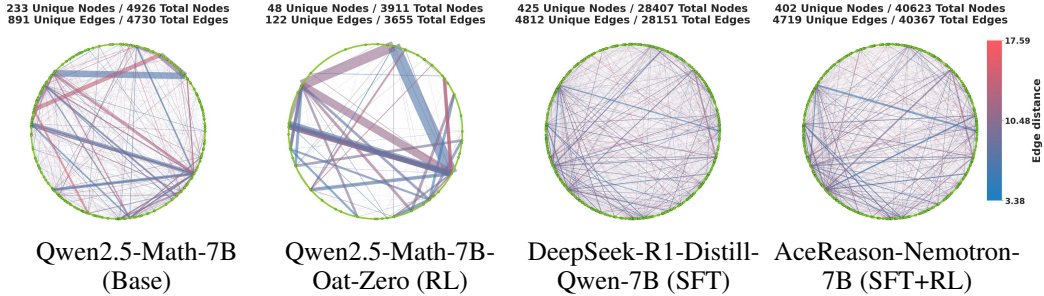 233 Unique Nodes / 4926 Total Nodes
891 Unique Edges / 4730 Total Edges
48 Unique Nodes / 3911 Total Nodes
122 Unique Edges / 3655 Total Edges
425 Unique Nodes / 28407 Total Nodes
4812 Unique Edges / 28151 Total Edges
402 Unique Nodes / 40623 Total Nodes
4719 Unique Edges / 40367 Total Edges
17.59
10.48
3.38
Edge distance
Qwen2.5-Math-7B
(Base)
Qwen2.5-Math-7B-
Oat-Zero (RL)
DeepSeek-R1-Distill-
Qwen-7B (SFT)
AceReason-Nemotron-
7B (SFT+RL)